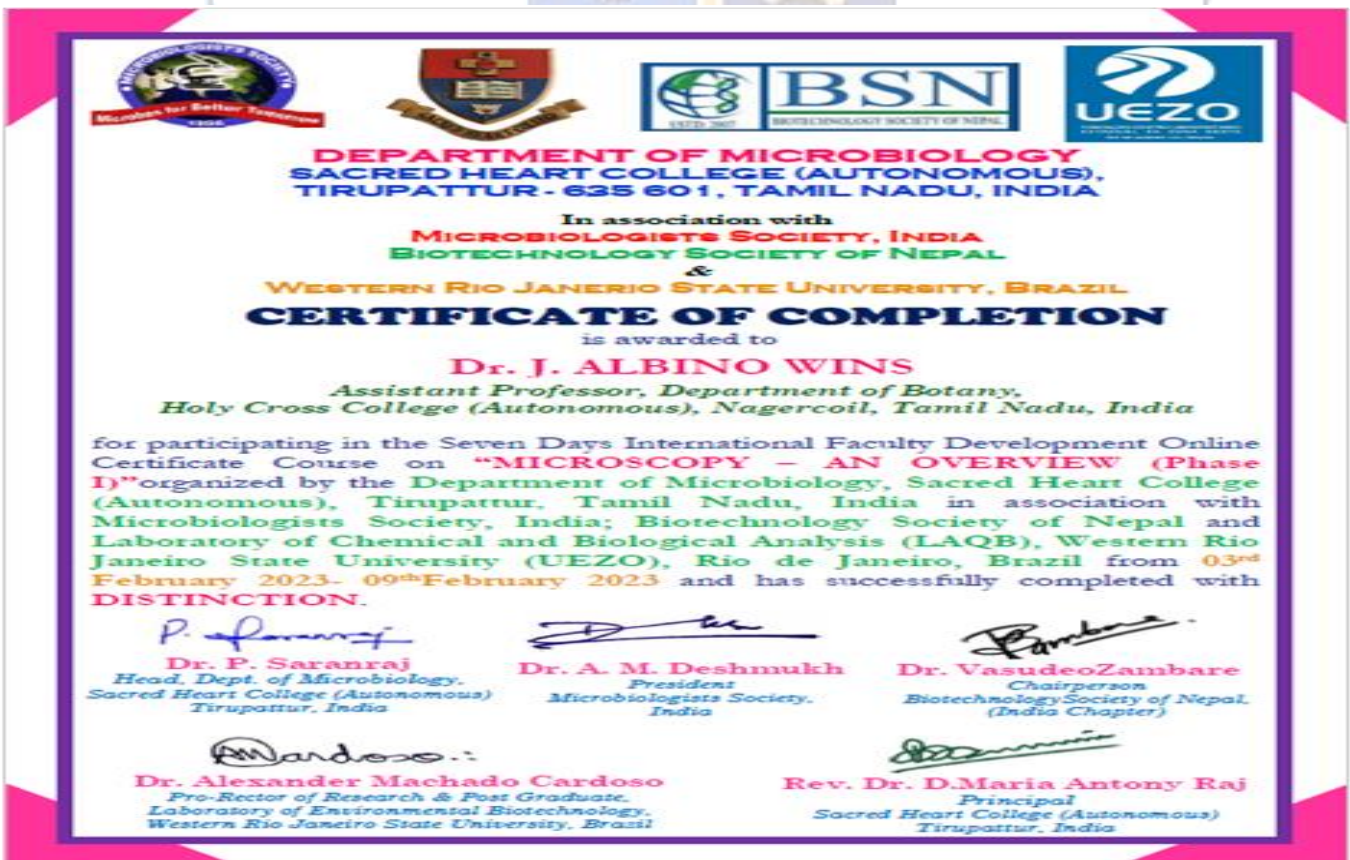 MICROBIOLOGISTS SOCIETY
Microbes for Better Tomorrow
BSN
ESTD: 2007
BIOTECHNOLOGY SOCIETY OF NEPAL
UEZO
DEPARTMENT OF MICROBIOLOGY
SACRED HEART COLLEGE (AUTONOMOUS),
TIRUPATTUR - 635 601, TAMIL NADU, INDIA
In association with
MICROBIOLOGISTS SOCIETY, INDIA
BIOTECHNOLOGY SOCIETY OF NEPAL
&
WESTERN RIO JANERIO STATE UNIVERSITY, BRAZIL
CERTIFICATE OF COMPLETION
is awarded to
Dr. J. ALBINO WINS
Assistant Professor, Department of Botany,
Holy Cross College (Autonomous), Nagercoil, Tamil Nadu, India
for participating in the Seven Days International Faculty Development Online
Certificate Course on “MICROSCOPY – AN OVERVIEW (Phase
I)”organized by the Department of Microbiology, Sacred Heart College
(Autonomous), Tirupattur, Tamil Nadu, India in association with
Microbiologists Society, India; Biotechnology Society of Nepal and
Laboratory of Chemical and Biological Analysis (LAQB), Western Rio
Janeiro State University (UEZO), Rio de Janeiro, Brazil from 03rd
February 2023- 09thFebruary 2023 and has successfully completed with
DISTINCTION.
Dr. P. Saranraj
Head, Dept. of Microbiology,
Sacred Heart College (Autonomous)
Tirupattur, India
Dr. A. M. Deshmukh
President
Microbiologists Society,
India
Dr. VasudeoZambare
Chairperson
BiotechnologySociety of Nepal,
(India Chapter)
Dr. Alexander Machado Cardoso
Pro-Rector of Research & Post Graduate,
Laboratory of Environmental Biotechnology,
Western Rio Janeiro State University, Brazil
Rev. Dr. D.Maria Antony Raj
Principal
Sacred Heart College (Autonomous)
Tirupattur, India